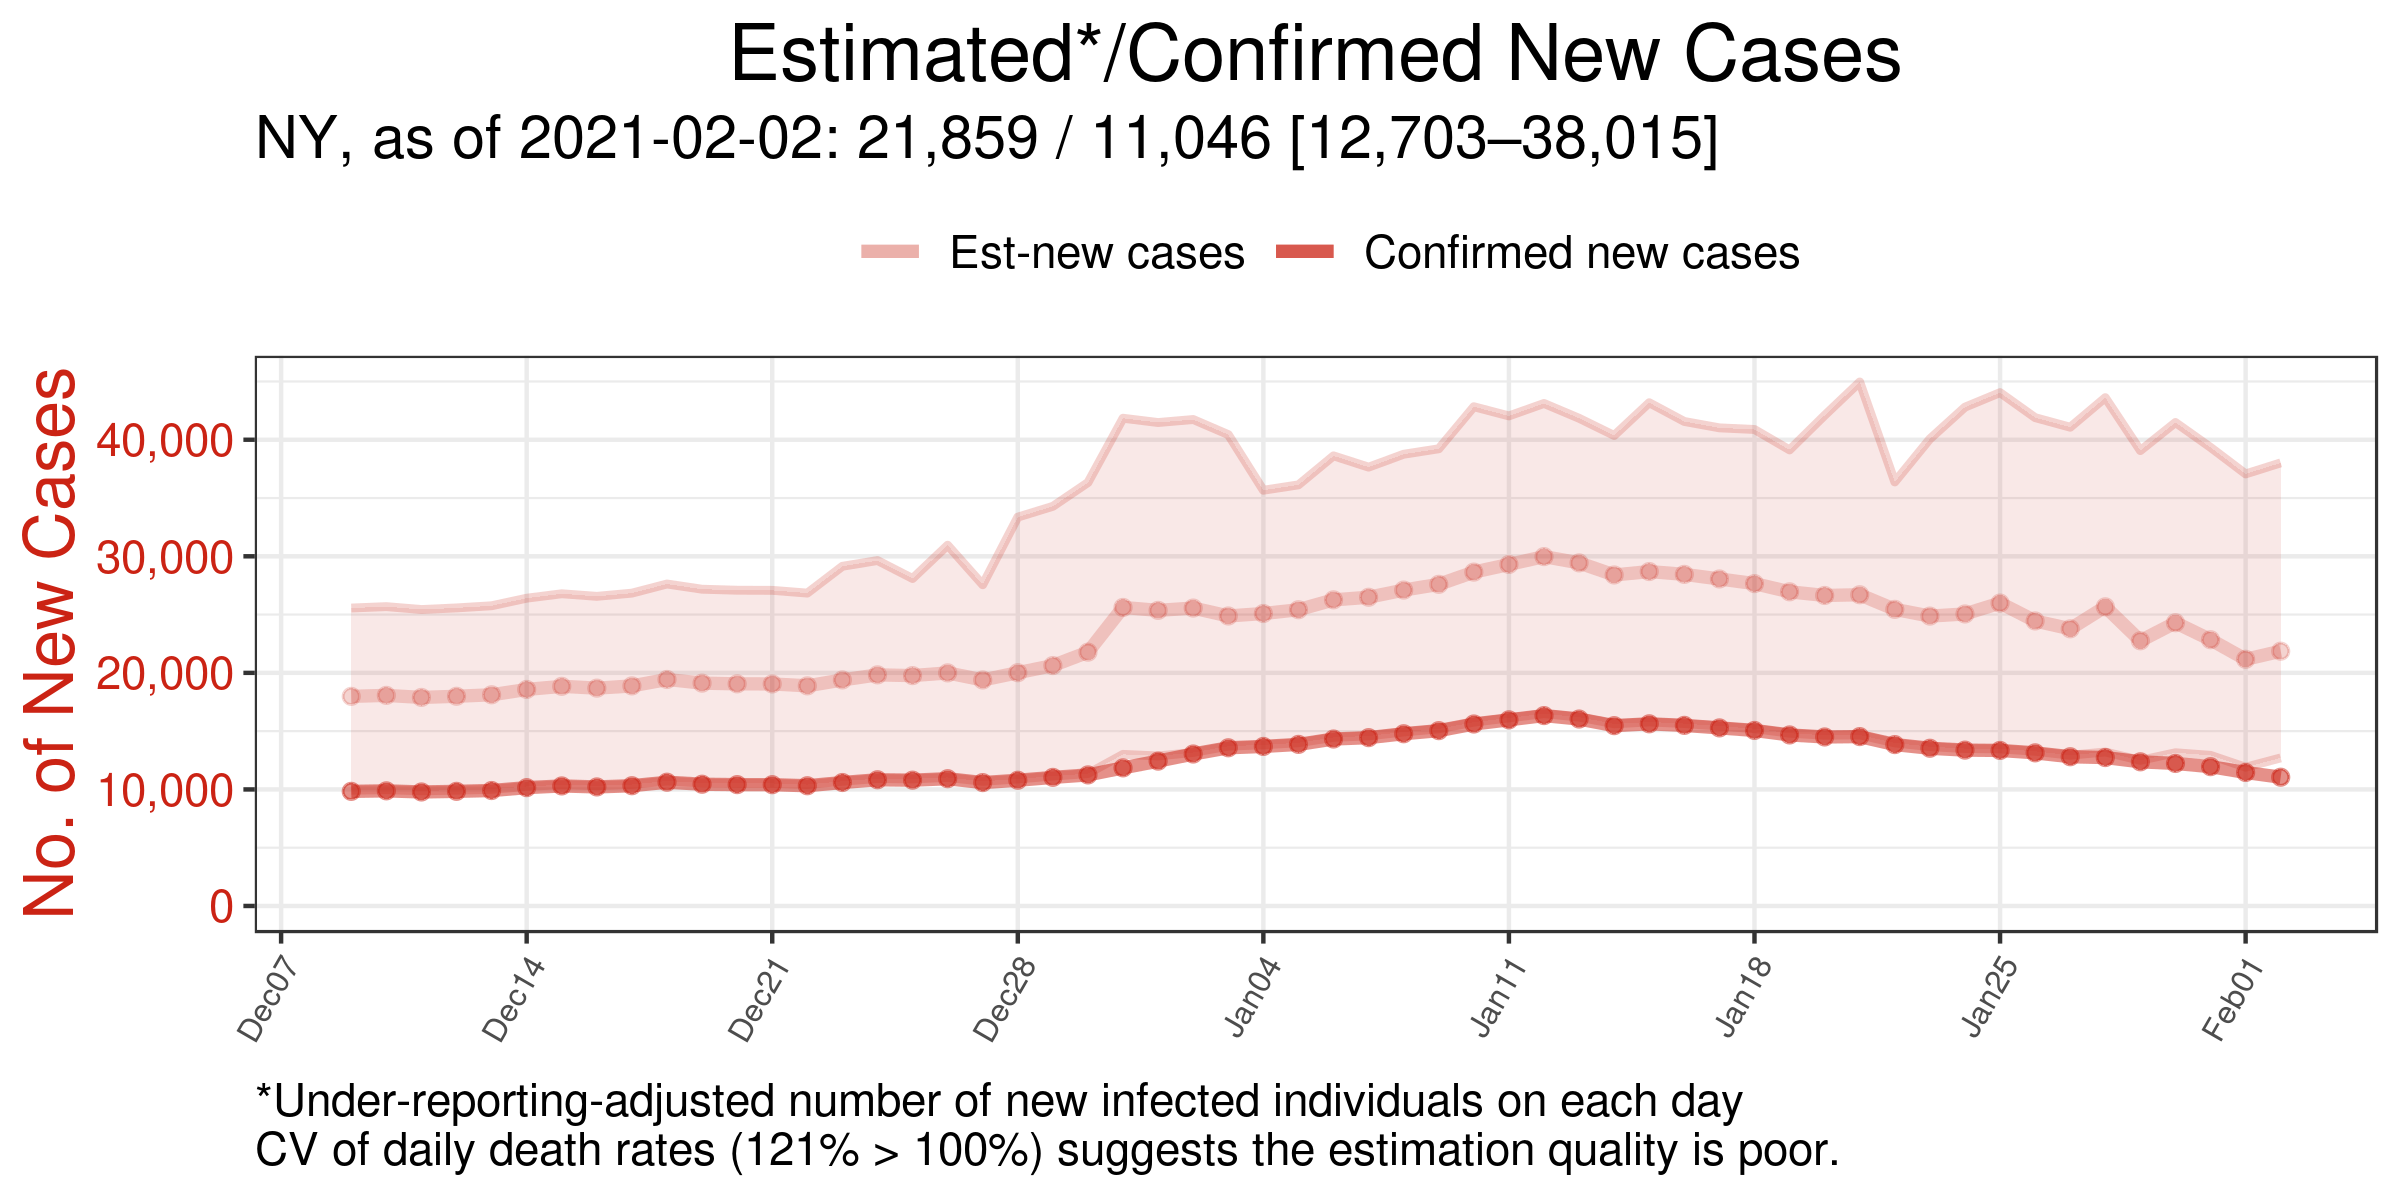 Estimated*/Confirmed New Cases
NY, as of 2021-02-02: 21,859 / 11,046 [12,703–38,015]
Est-new cases
Confirmed new cases
No. of New Cases
40,000
30,000
20,000
10,000
0
Dec07
Dec14
Dec21
Dec28
Jan04
Jan11
Jan18
Jan25
Feb01
*Under-reporting-adjusted number of new infected individuals on each day
CV of daily death rates (121% > 100%) suggests the estimation quality is poor.